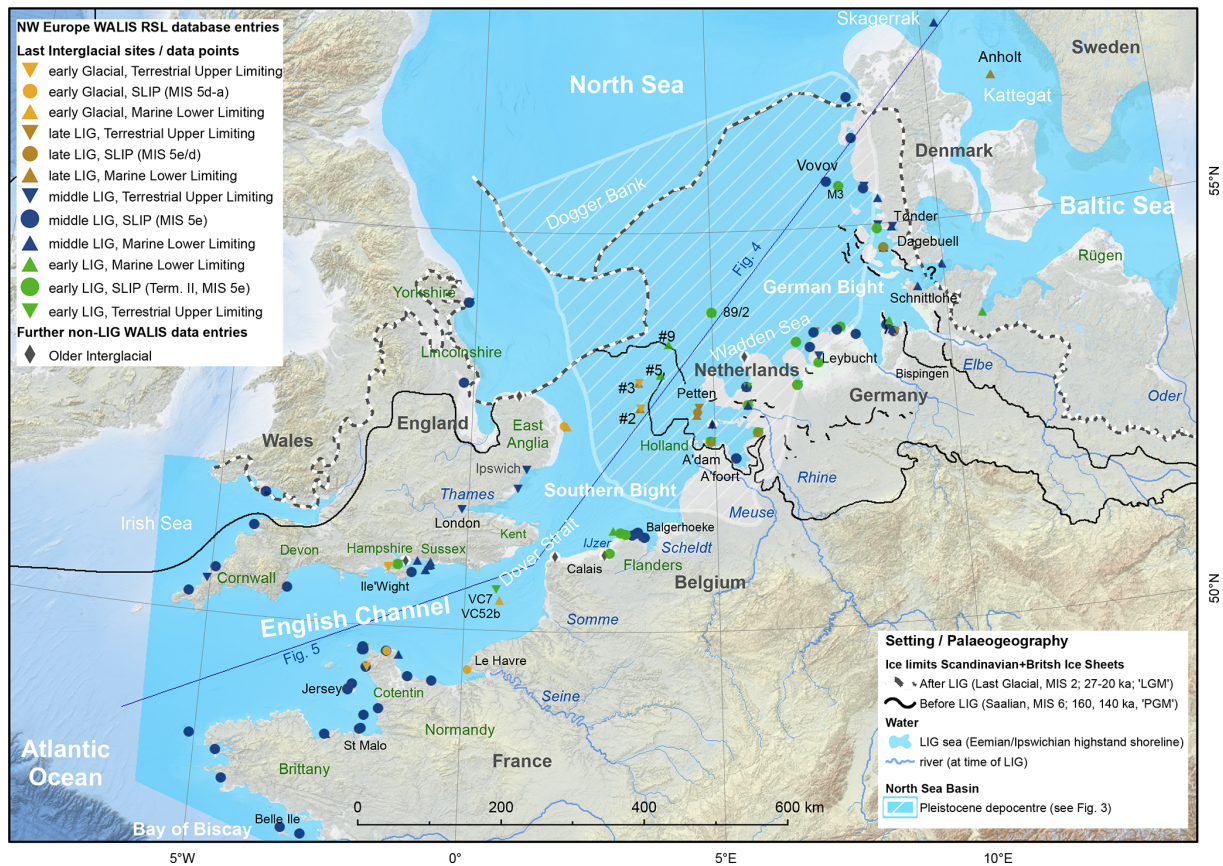 NW Europe WALIS RSL database entries
Last Interglacial sites / data points
early Glacial, Terrestrial Upper Limiting
early Glacial, SLIP (MIS 5d-a)
early Glacial, Marine Lower Limiting
late LIG, Terrestrial Upper Limiting
late LIG, SLIP (MIS 5e/d)
late LIG, Marine Lower Limiting
middle LIG, Terrestrial Upper Limiting
middle LIG, SLIP (MIS 5e)
middle LIG, Marine Lower Limiting
early LIG, Marine Lower Limiting
early LIG, SLIP (Term. II, MIS 5e)
early LIG, Terrestrial Upper Limiting
Further non-LIG WALIS data entries
Older Interglacial
Skagerrak
Sweden
Anholt
Kattegat
North Sea
Denmark
Vovov
M3
55°N
Dogger Bank
Baltic Sea
Tønder
Dagebuell
Rügen
Fig. 4
?
German Bight
Schnittlohe
Yorkshire
89/2
Wadden Sea
Lincolnshire
#9
Leybucht
Elbe
Netherlands
#5
Bispingen
#3
Petten
Germany
Oder
#2
England
Wales
East
Anglia
Holland
A'dam
A'foort
Ipswich
Rhine
Thames
Southern Bight
Meuse
London
Irish Sea
Kent
Balgerhoeke
Devon
Hampshire
Sussex
IJzer
Scheldt
Dover Strait
Flanders
Calais
Cornwall
Ile'Wight
Belgium
50°N
VC7
VC52b
English Channel
Somme
Fig. 5
Le Havre
Jersey
Cotentin
Seine
Normandy
St Malo
Atlantic
Ocean
France
Brittany
Belle Ile
Bay of Biscay
0
200
400
600 km
Setting / Palaeogeography
Ice limits Scandinavian+Britsh Ice Sheets
After LIG (Last Glacial, MIS 2; 27-20 ka; 'LGM')
Before LIG (Saalian, MIS 6; 160, 140 ka, 'PGM')
Water
LIG sea (Eemian/Ipswichian highstand shoreline)
river (at time of LIG)
North Sea Basin
Pleistocene depocentre (see Fig. 3)
5°W
0°
5°E
10°E